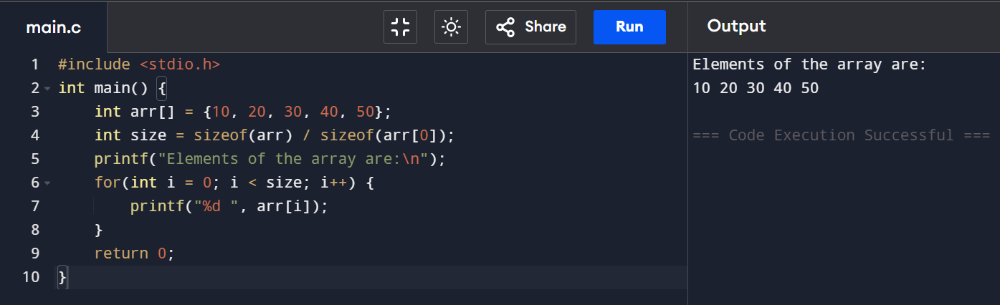 main.c
Share
Run
Output
1 #include <stdio.h>
2 int main() {
3     int arr[] = {10, 20, 30, 40, 50};
4     int size = sizeof(arr) / sizeof(arr[0]);
5     printf("Elements of the array are:\n");
6     for(int i = 0; i < size; i++) {
7         printf("%d ", arr[i]);
8     }
9     return 0;
10 }
Elements of the array are:
10 20 30 40 50
=== Code Execution Successful ===